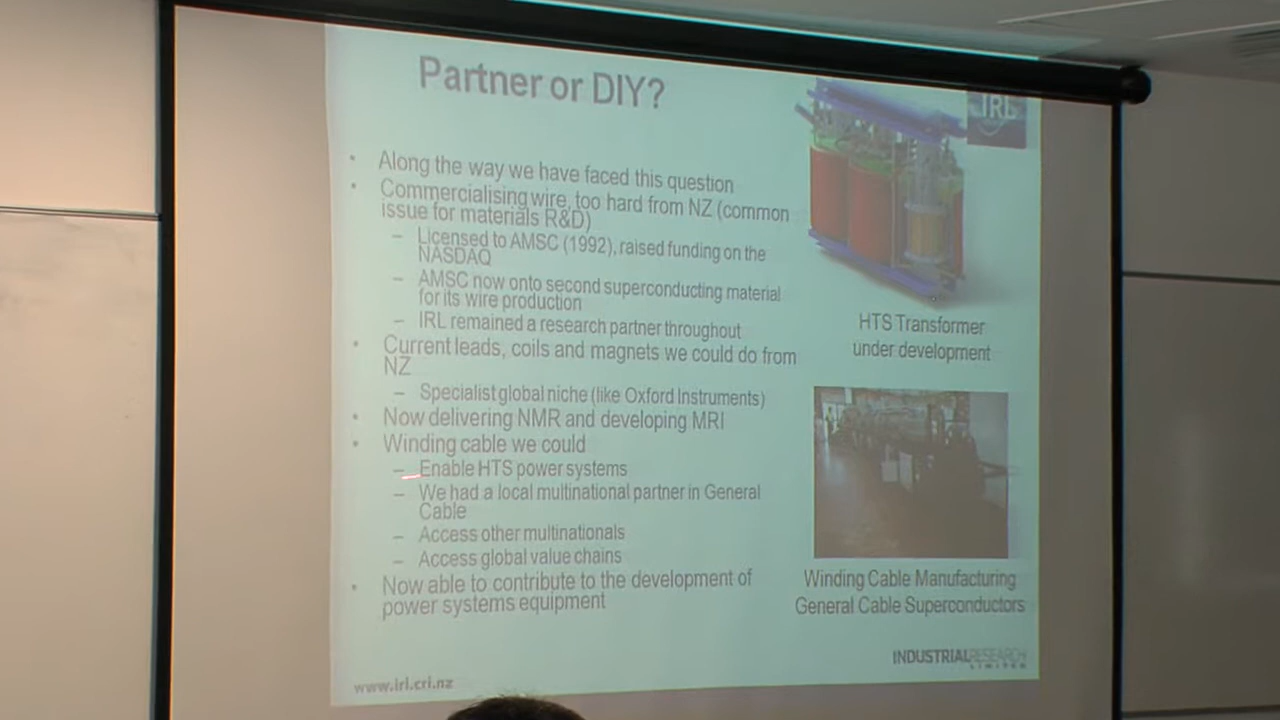 Partner or DIY?
IRL
• Along the way we have faced this question
• Commercialising wire, too hard from NZ (common
issue for materials R&D)
– Licensed to AMSC (1992), raised funding on the
NASDAQ
– AMSC now onto second superconducting material
for its wire production
– IRL remained a research partner throughout
• Current leads, coils and magnets we could do from
NZ
– Specialist global niche (like Oxford Instruments)
• Now delivering NMR and developing MRI
• Winding cable we could
– Enable HTS power systems
– We had a local multinational partner in General
Cable
– Access other multinationals
– Access global value chains
• Now able to contribute to the development of
power systems equipment
HTS Transformer
under development
Winding Cable Manufacturing
General Cable Superconductors
INDUSTRIAL RESEARCH
LIMITED
www.irl.cri.nz